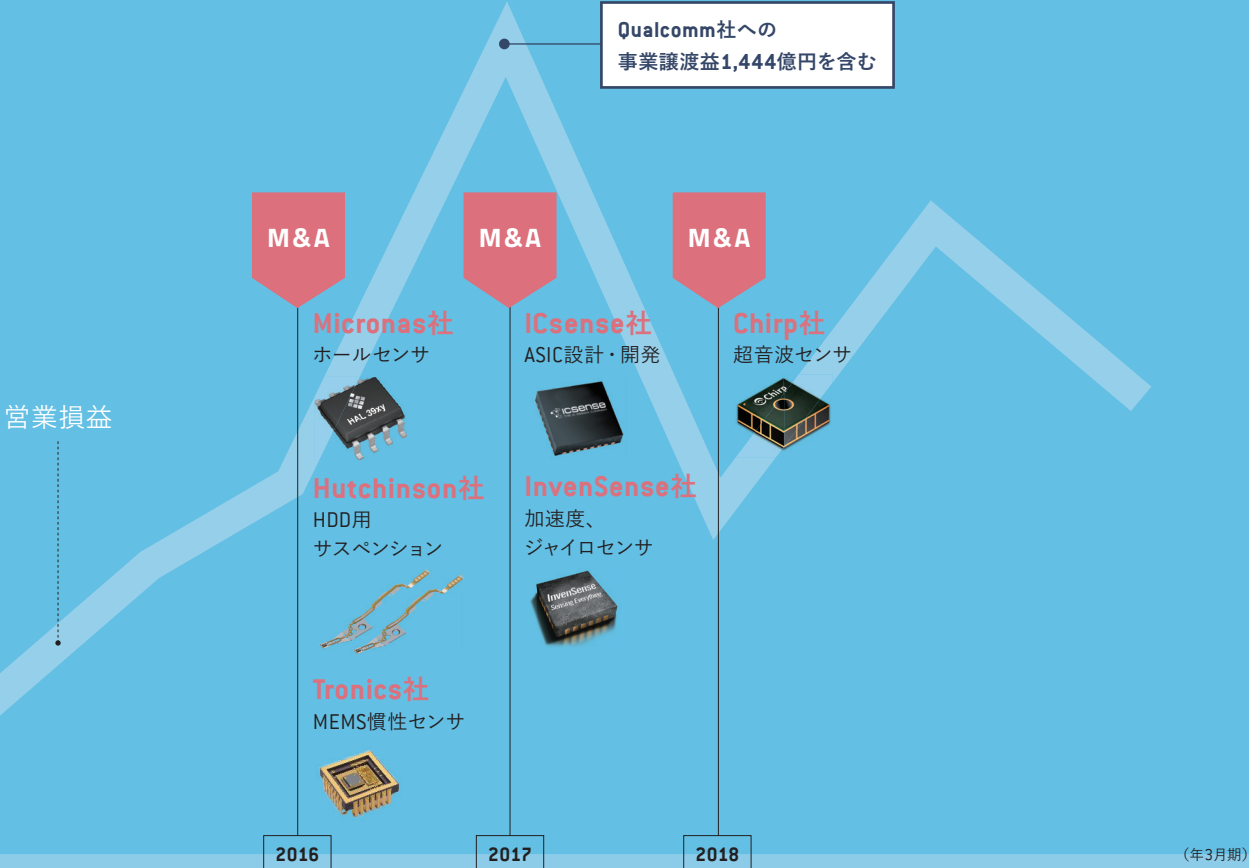 Qualcomm社への
事業譲渡益1,444億円を含む
営業損益
M&A
Micronas社
ホールセンサ
HAL 39xy
Hutchinson社
HDD用
サスペンション
Tronics社
MEMS慣性センサ
2016
M&A
ICsense社
ASIC設計・開発
ICsense
InvenSense社
加速度、
ジャイロセンサ
InvenSense
Sensing Everything
2017
M&A
Chirp社
超音波センサ
Chirp
2018
(年3月期)